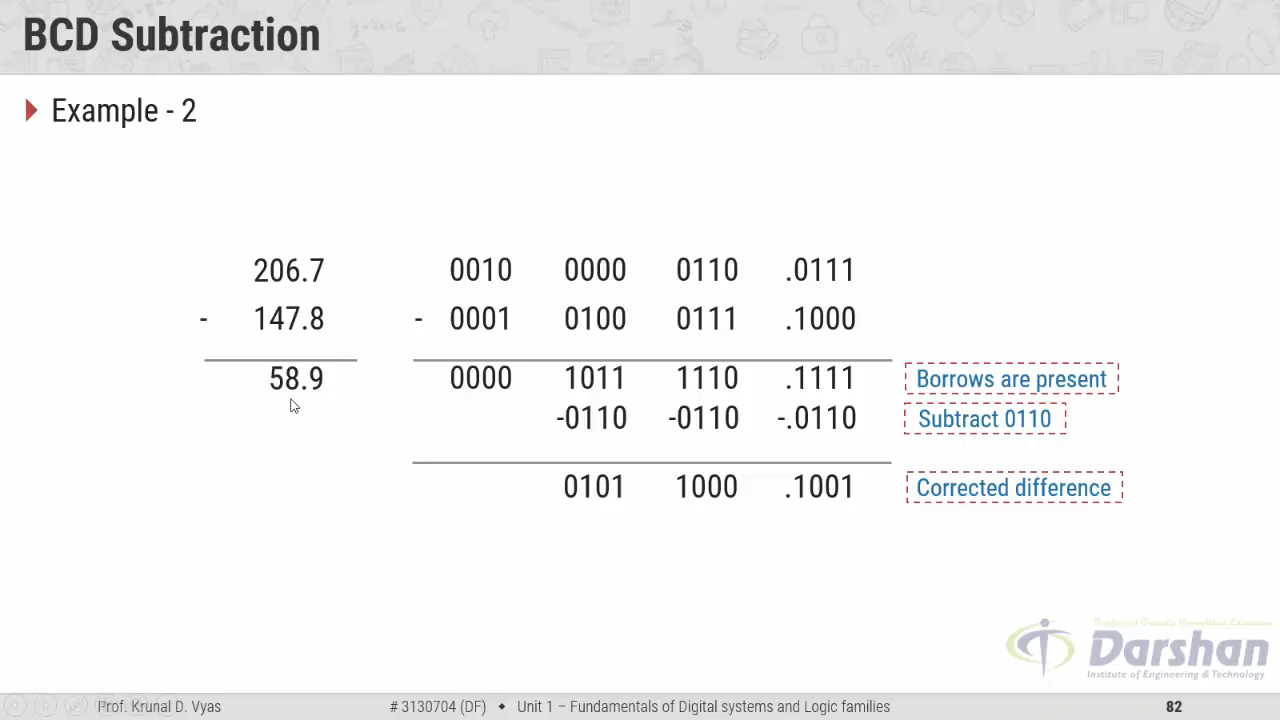 BCD Subtraction
Example - 2
206.7 0010 0000 0110 .0111
- 147.8 - 0001 0100 0111 .1000
58.9 0000 1011 1110 .1111 Borrows are present
-0110 -0110 -.0110 Subtract 0110
0101 1000 .1001 Corrected difference
Darshan
Institute of Engineering & Technology
Prof. Krunal D. Vyas # 3130704 (DF) ◆ Unit 1 – Fundamentals of Digital systems and Logic families 82